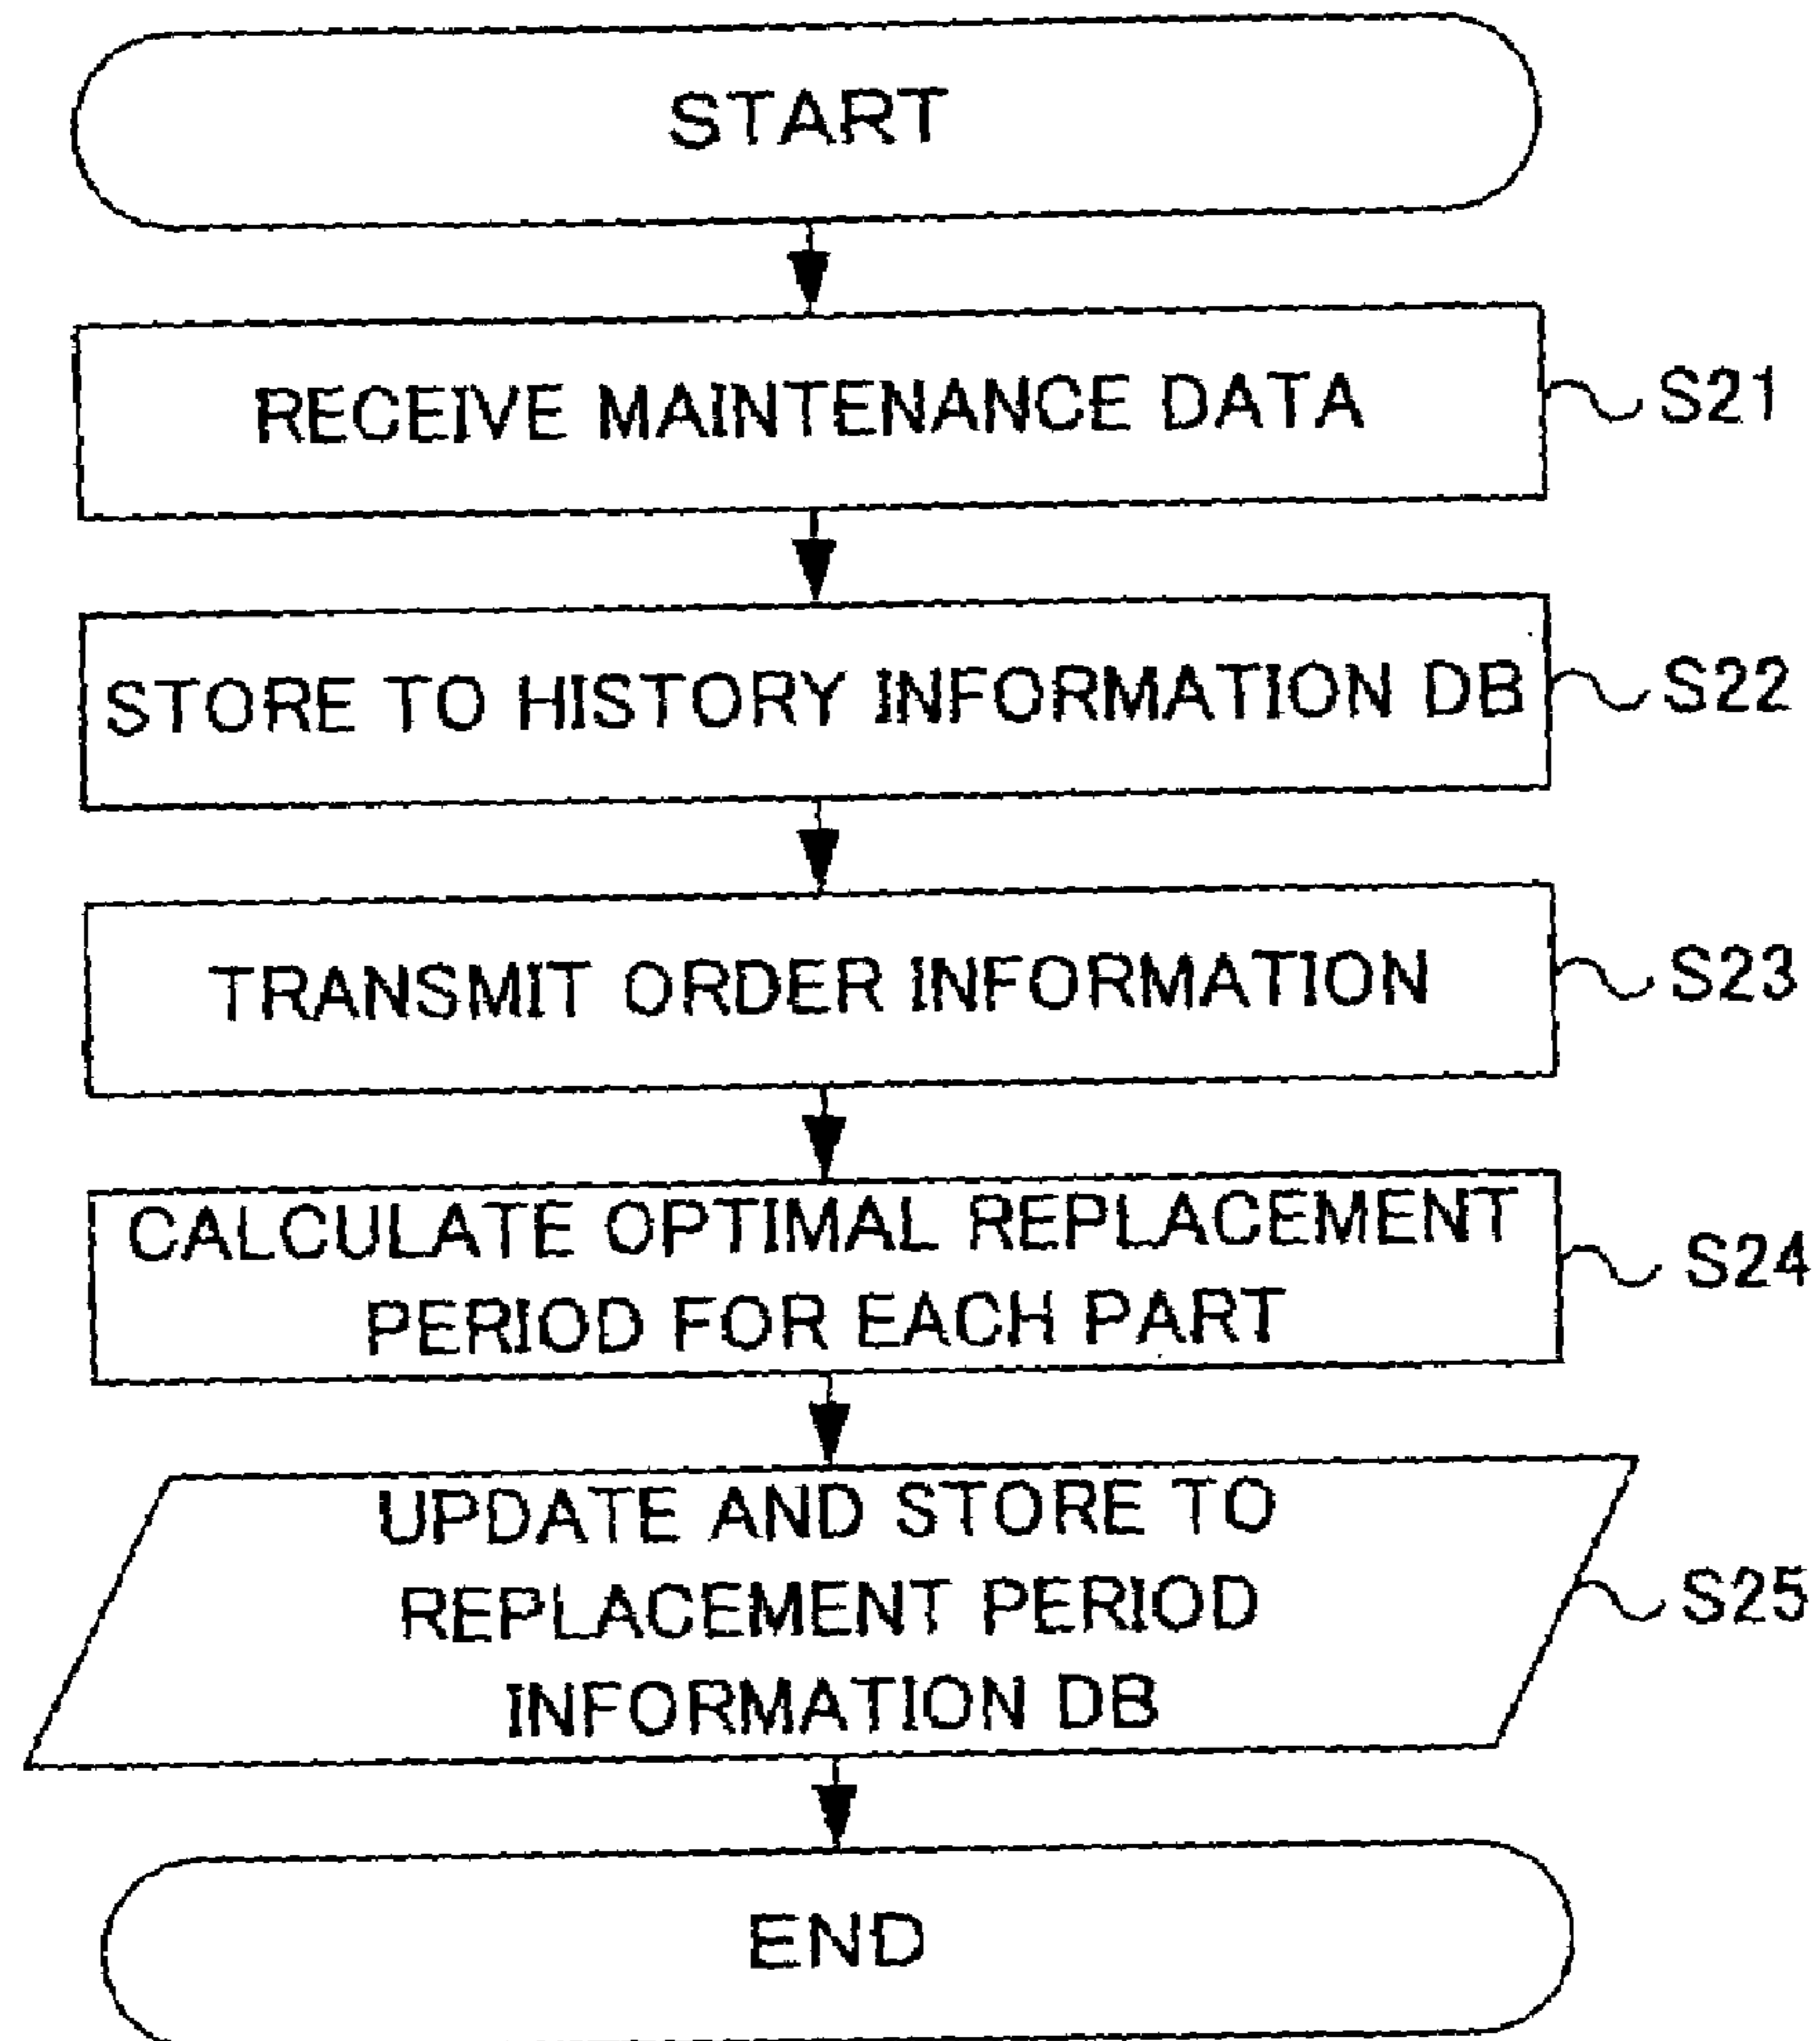 START
RECEIVE MAINTENANCE DATA S21
STORE TO HISTORY INFORMATION DB S22
TRANSMIT ORDER INFORMATION S23
CALCULATE OPTIMAL REPLACEMENT
PERIOD FOR EACH PART S24
UPDATE AND STORE TO
REPLACEMENT PERIOD S25
INFORMATION DB
END